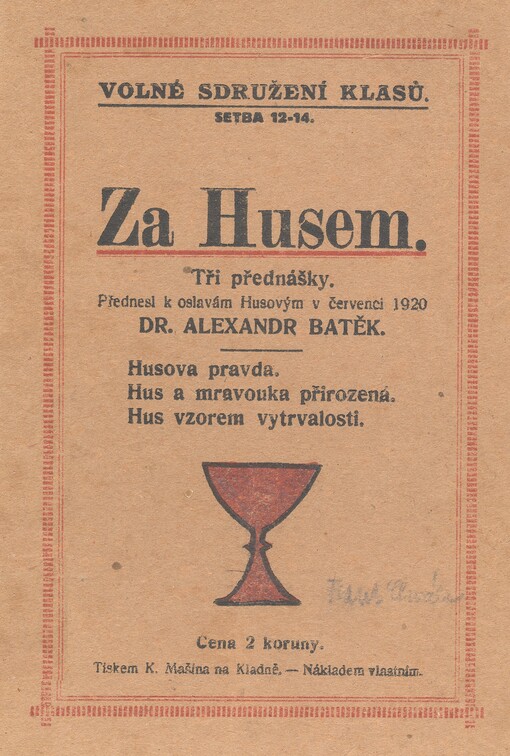 VOLNÉ SDRUŽENÍ KLASŮ.
SETBA 12-14.
Za Husem.
Tři přednášky.
Přednesl k oslavám Husovým v červenci 1920
DR. ALEXANDR BATĚK.
Husova pravda.
Hus a mravouka přirozená.
Hus vzorem vytrvalosti.
Cena 2 koruny.
Tiskem K. Mašina na Kladně. — Nákladem vlastním.